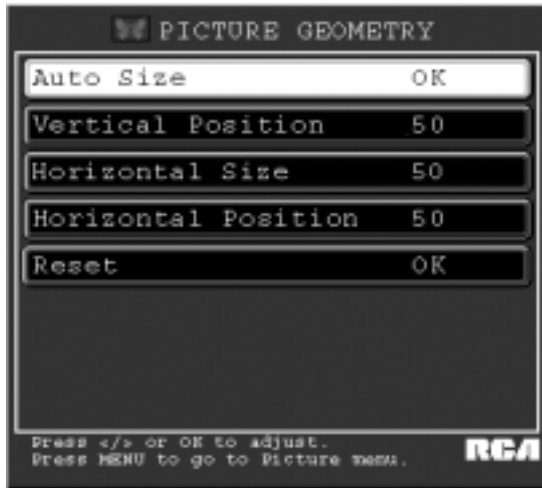 PICTURE GEOMETRY
Auto Size OK
Vertical Position 50
Horizontal Size 50
Horizontal Position 50
Reset OK
Press </> or OK to adjust.
Press MENU to go to Picture menu.
RCA